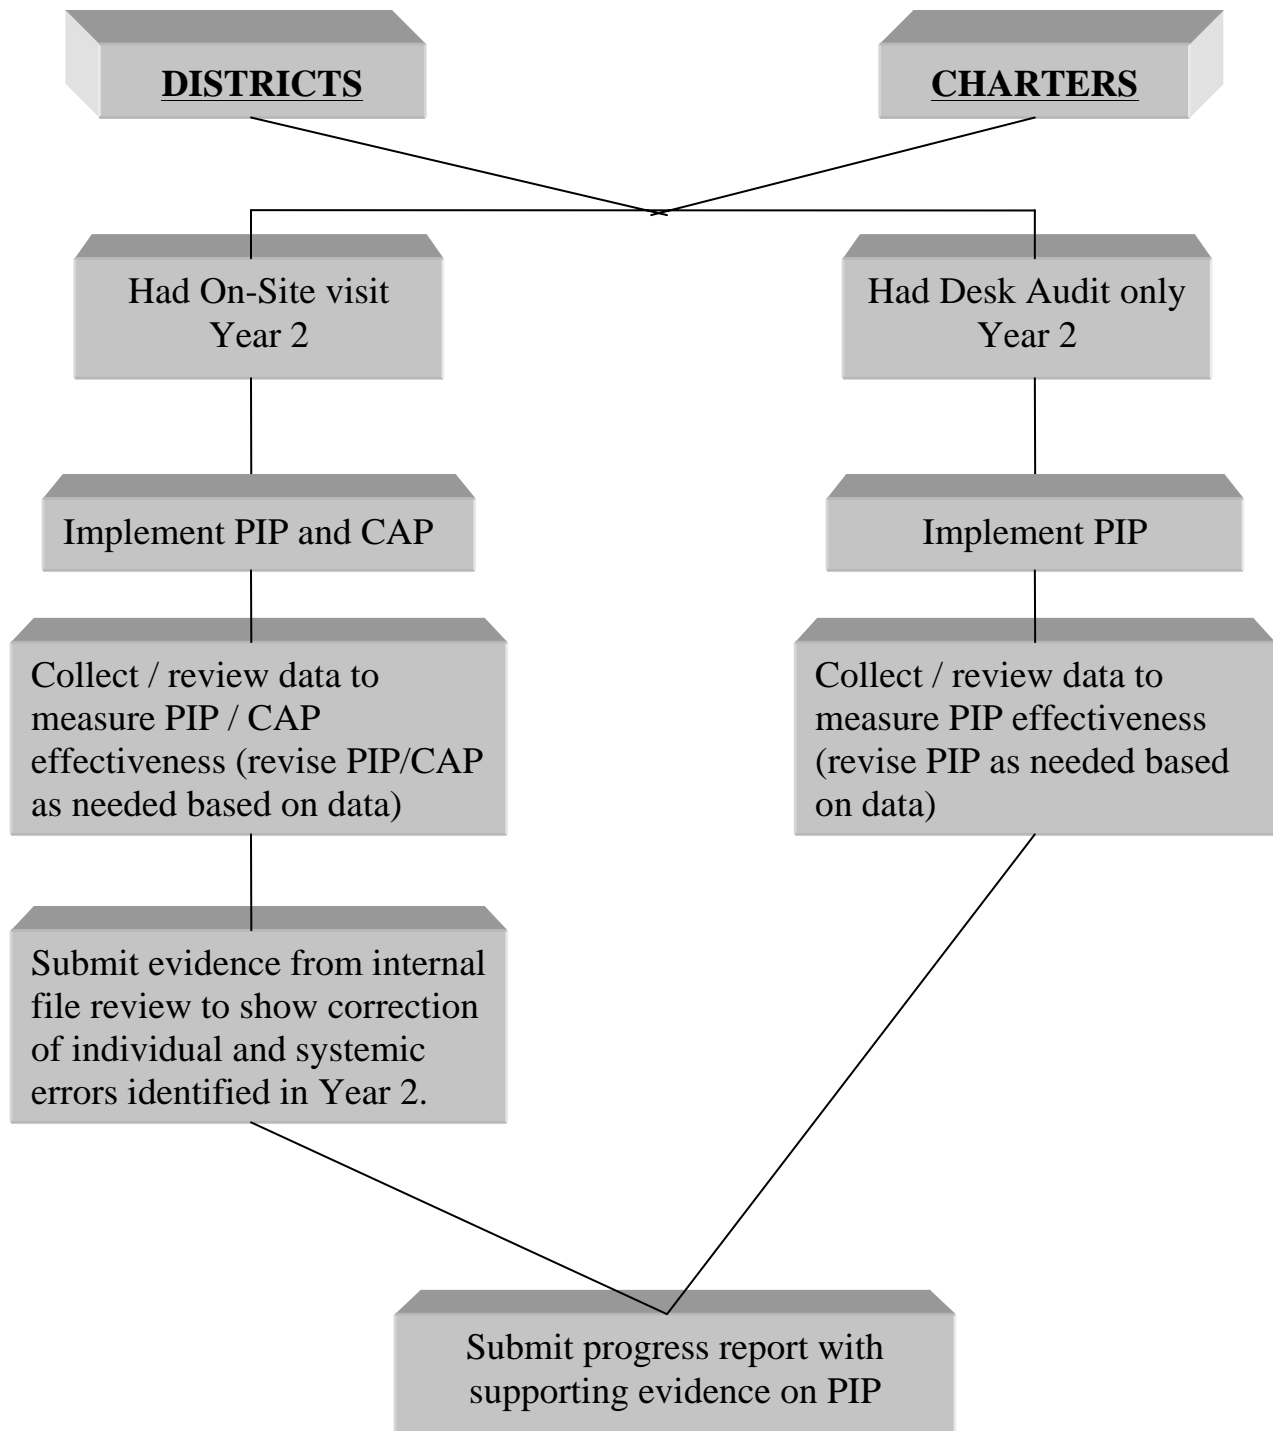 DISTRICTS
CHARTERS
Had On-Site visit
Year 2
Had Desk Audit only
Year 2
Implement PIP and CAP
Implement PIP
Collect / review data to
measure PIP / CAP
effectiveness (revise PIP/CAP
as needed based on data)
Collect / review data to
measure PIP effectiveness
(revise PIP as needed based
on data)
Submit evidence from internal
file review to show correction
of individual and systemic
errors identified in Year 2.
Submit progress report with
supporting evidence on PIP